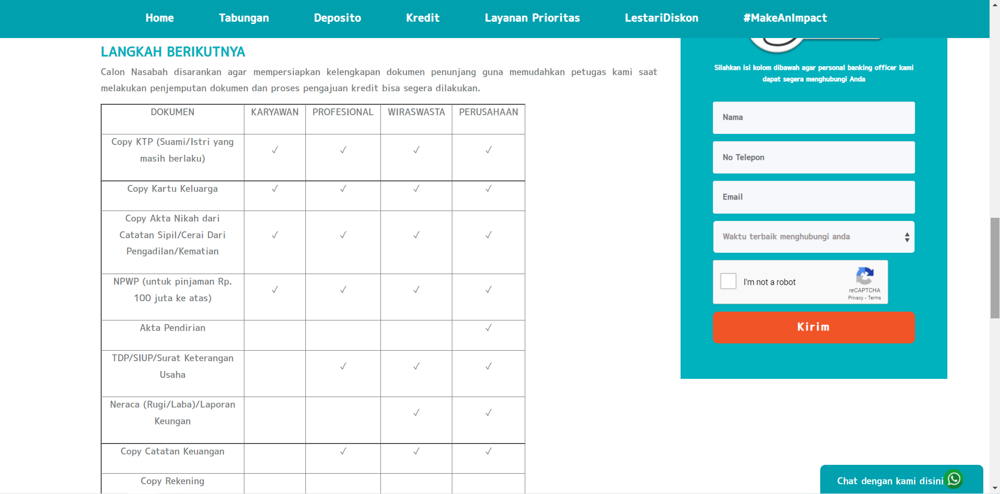 Home Tabungan Deposito Kredit Layanan Prioritas LestariDiskon #MakeAnImpact
LANGKAH BERIKUTNYA
Calon Nasabah disarankan agar mempersiapkan kelengkapan dokumen penunjang guna memudahkan petugas kami saat
melakukan penjemputan dokumen dan proses pengajuan kredit bisa segera dilakukan.
DOKUMEN KARYAWAN PROFESIONAL WIRASWASTA PERUSAHAAN
Copy KTP (Suami/Istri yang
masih berlaku) ✓ ✓ ✓ ✓
Copy Kartu Keluarga ✓ ✓ ✓ ✓
Copy Akta Nikah dari
Catatan Sipil/Cerai Dari ✓ ✓ ✓ ✓
Pengadilan/Kematian
NPWP (untuk pinjaman Rp.
100 juta ke atas) ✓ ✓ ✓ ✓
Akta Pendirian ✓
TDP/SIUP/Surat Keterangan
Usaha ✓ ✓ ✓
Neraca (Rugi/Laba)/Laporan
Keungan ✓ ✓
Copy Catatan Keuangan ✓ ✓ ✓
Copy Rekening
Silahkan isi kolom dibawah agar personal banking officer kami
dapat segera menghubungi Anda
Nama
No Telepon
Email
Waktu terbaik menghubungi anda
I'm not a robot
reCAPTCHA
Privacy - Terms
Kirim
Chat dengan kami disini